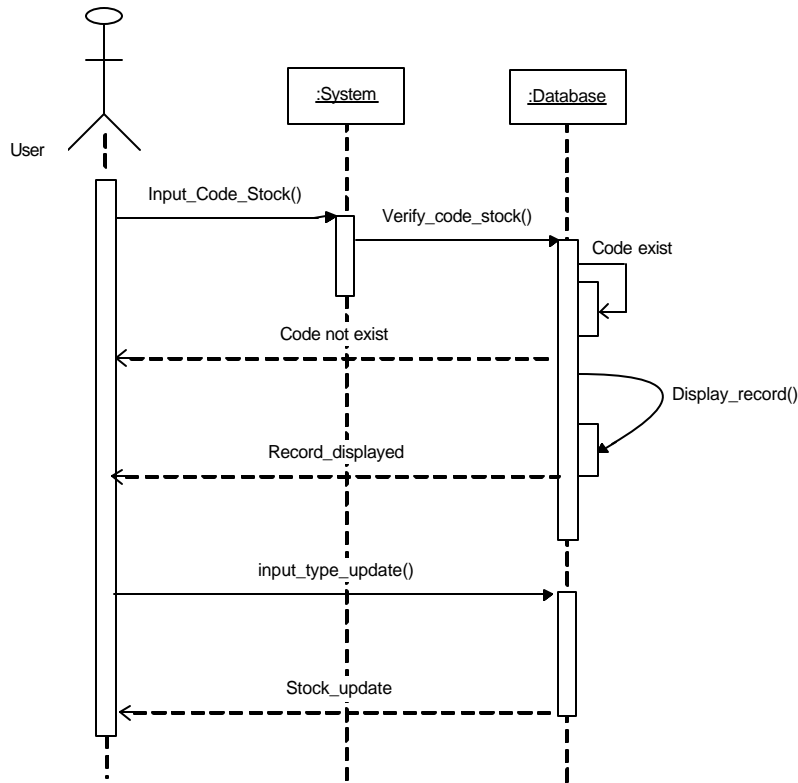 :System
:Database
User
Input_Code_Stock()
Verify_code_stock()
Code exist
Code not exist
Display_record()
Record_displayed
input_type_update()
Stock_update